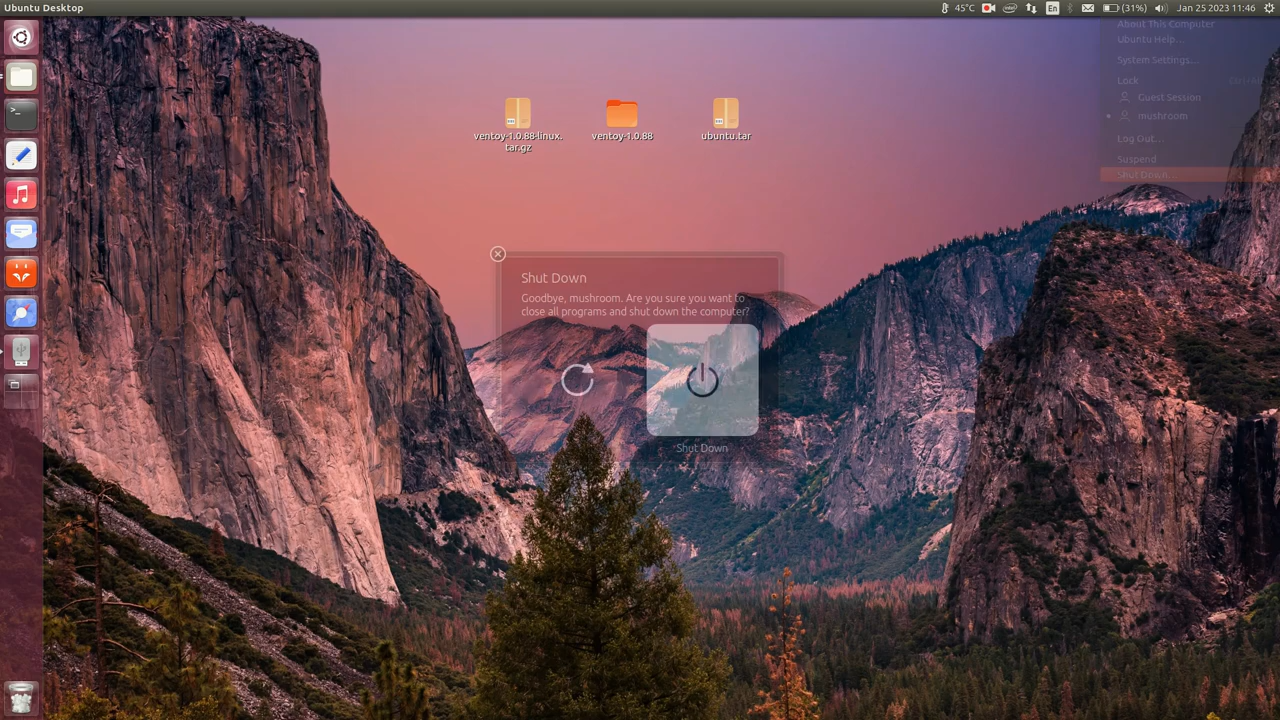 Ubuntu Desktop
45°C
En
(31%)
Jan 25 2023 11:46
About This Computer
Ubuntu Help...
System Settings...
Lock
Guest Session
mushroom
Log Out...
Suspend
Shut Down...
ventoy-1.0.88-linux.
tar.gz
ventoy-1.0.88
ubuntu.tar
Shut Down
Goodbye, mushroom. Are you sure you want to
close all programs and shut down the computer?
Shut Down